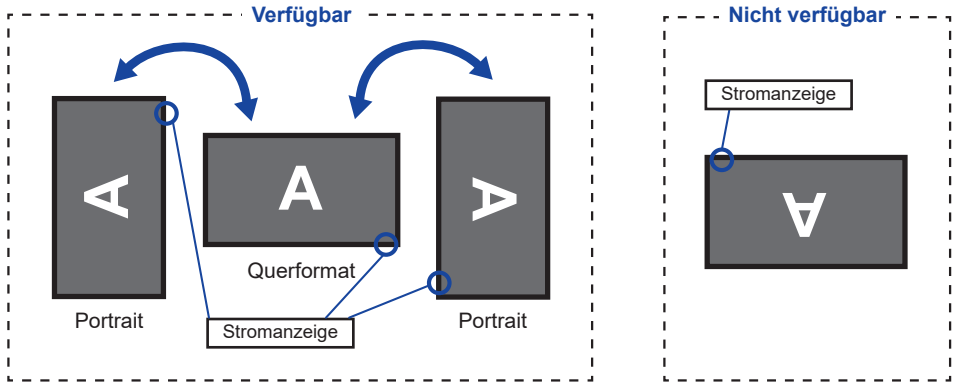 Verfügbar
Nicht verfügbar
Stromanzeige
A
A
A
A
Querformat
Portrait
Stromanzeige
Portrait